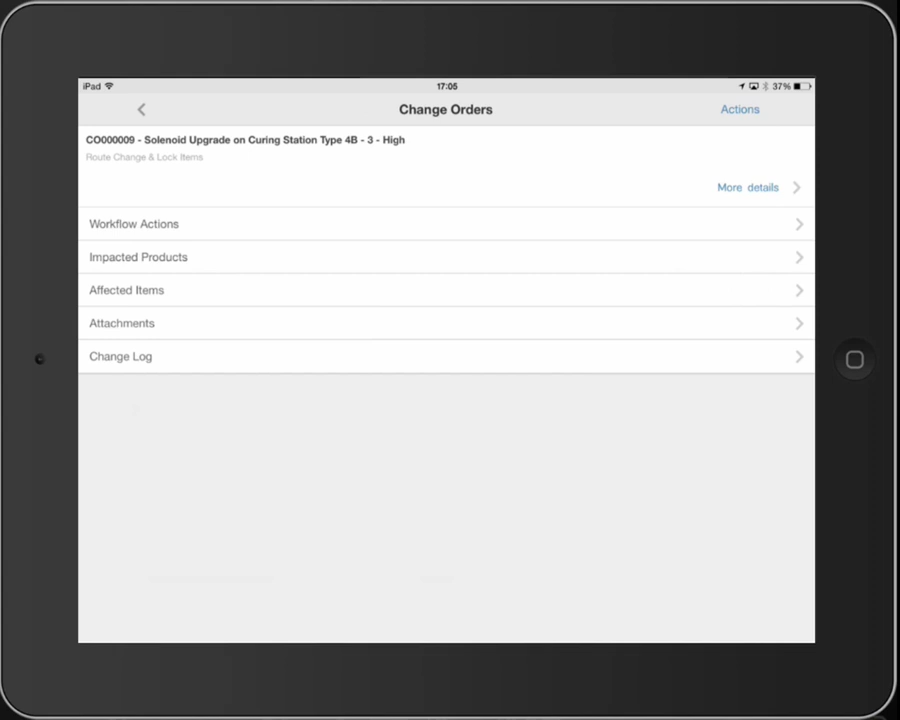 iPad 17:05 37%
Change Orders Actions
CO000009 - Solenoid Upgrade on Curing Station Type 4B - 3 - High
Route Change & Lock Items
More details
Workflow Actions
Impacted Products
Affected Items
Attachments
Change Log